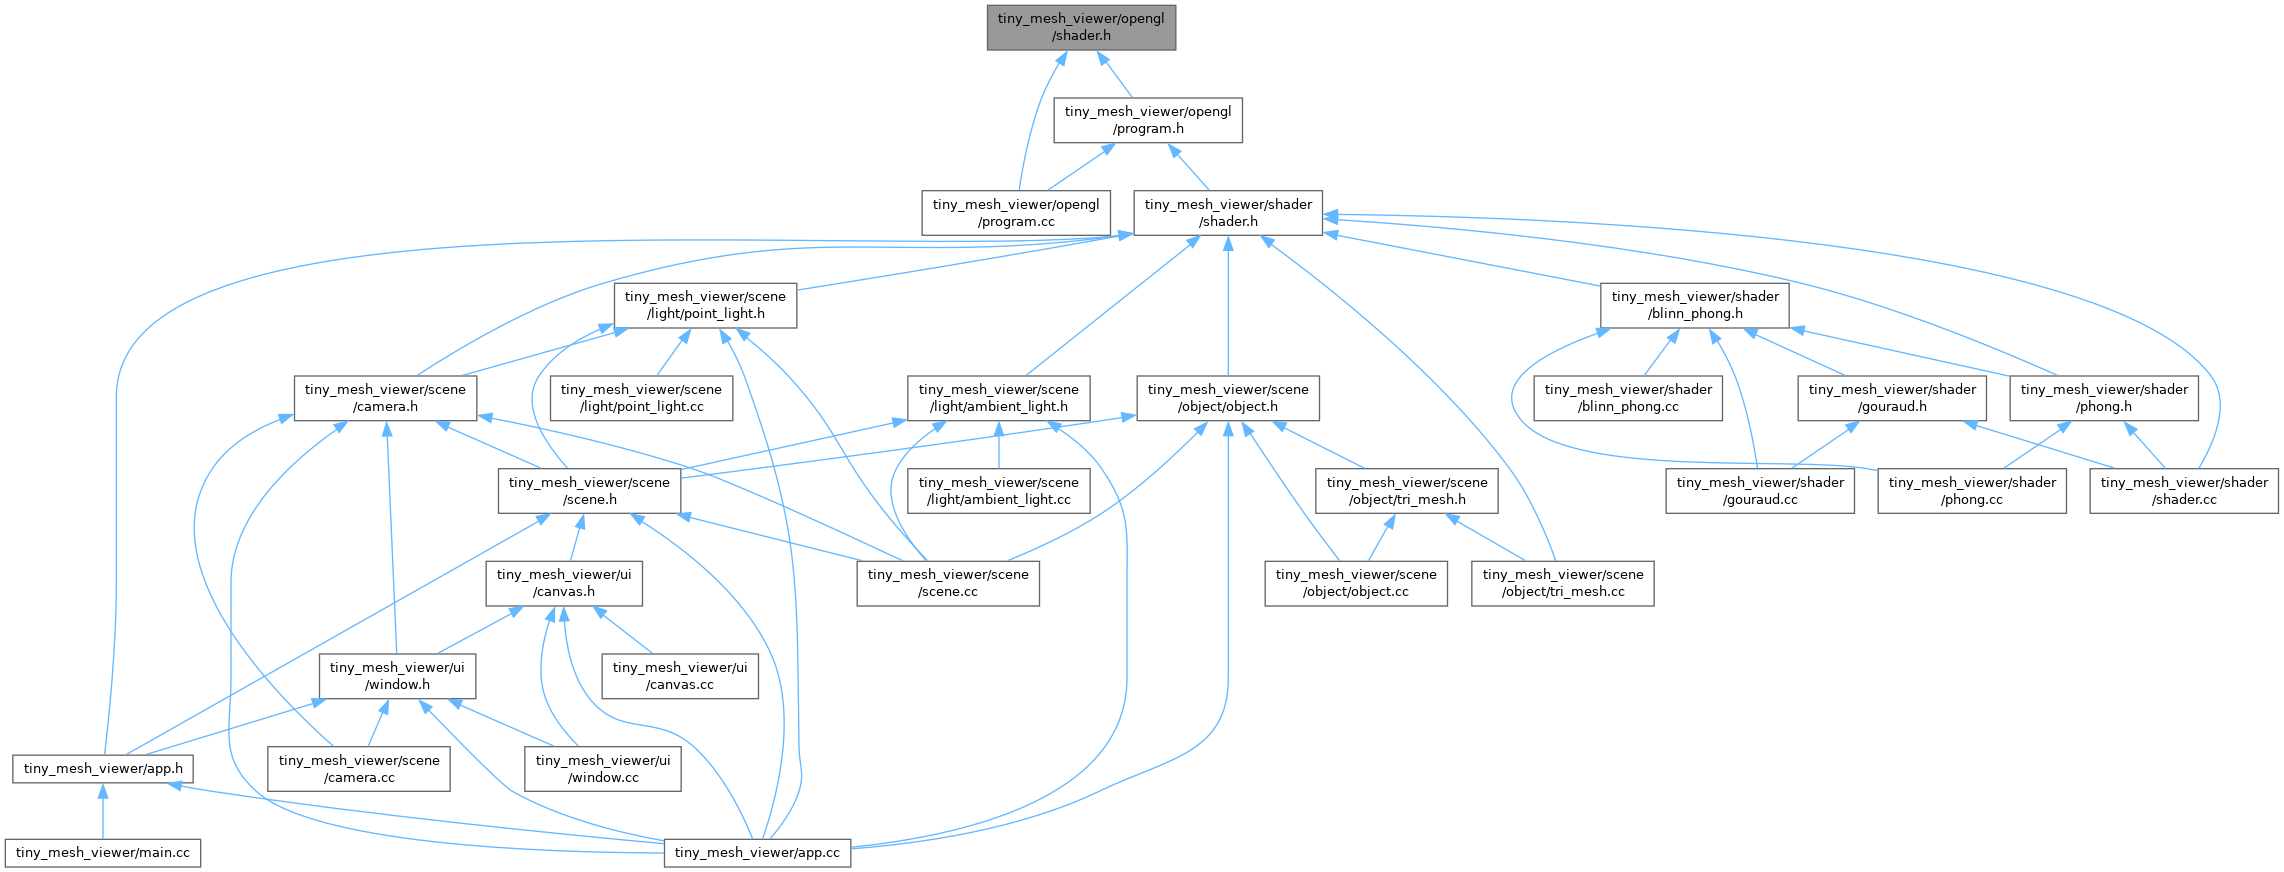 tiny_mesh_viewer/opengl
/shader.h
tiny_mesh_viewer/opengl
/program.h
tiny_mesh_viewer/opengl
/program.cc
tiny_mesh_viewer/shader
/shader.h
tiny_mesh_viewer/scene
/light/point_light.h
tiny_mesh_viewer/shader
/blinn_phong.h
tiny_mesh_viewer/scene
/camera.h
tiny_mesh_viewer/scene
/light/point_light.cc
tiny_mesh_viewer/scene
/light/ambient_light.h
tiny_mesh_viewer/scene
/object/object.h
tiny_mesh_viewer/shader
/blinn_phong.cc
tiny_mesh_viewer/shader
/gouraud.h
tiny_mesh_viewer/shader
/phong.h
tiny_mesh_viewer/scene
/scene.h
tiny_mesh_viewer/scene
/light/ambient_light.cc
tiny_mesh_viewer/scene
/object/tri_mesh.h
tiny_mesh_viewer/shader
/gouraud.cc
tiny_mesh_viewer/shader
/phong.cc
tiny_mesh_viewer/shader
/shader.cc
tiny_mesh_viewer/ui
/canvas.h
tiny_mesh_viewer/scene
/scene.cc
tiny_mesh_viewer/scene
/object/object.cc
tiny_mesh_viewer/scene
/object/tri_mesh.cc
tiny_mesh_viewer/ui
/window.h
tiny_mesh_viewer/ui
/canvas.cc
tiny_mesh_viewer/app.h
tiny_mesh_viewer/scene
/camera.cc
tiny_mesh_viewer/ui
/window.cc
tiny_mesh_viewer/main.cc
tiny_mesh_viewer/app.cc